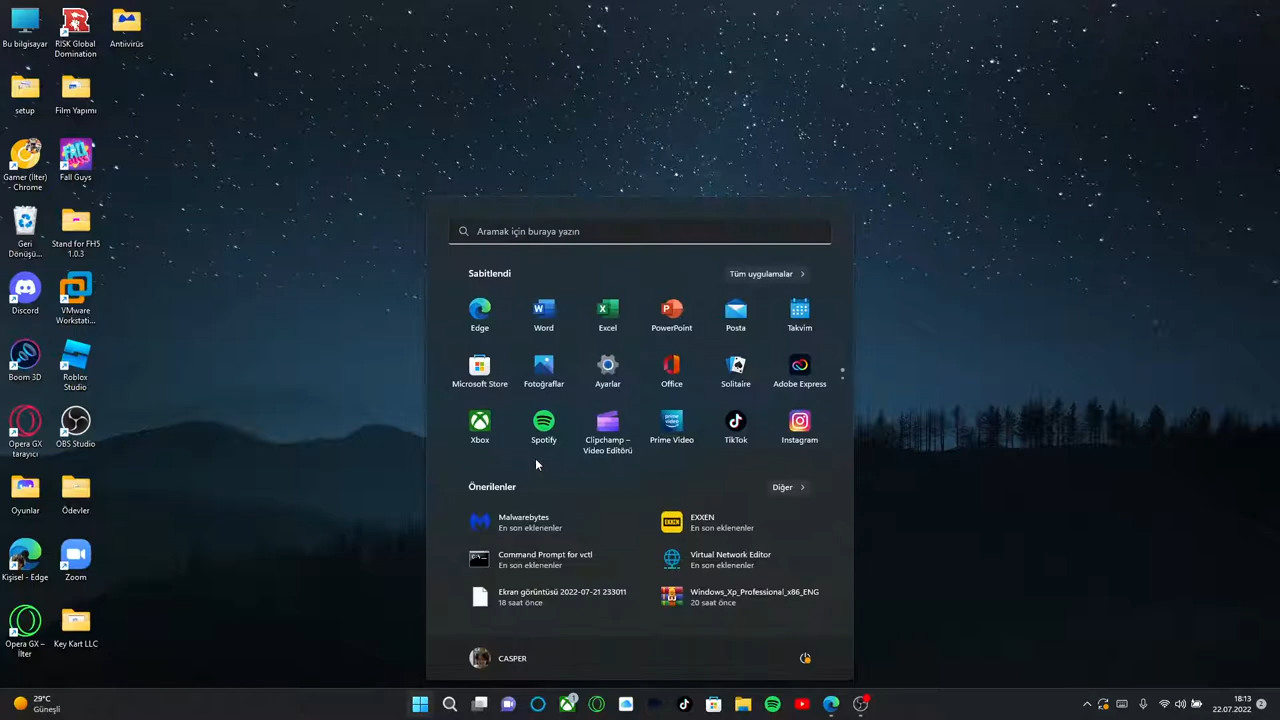 Bu bilgisayar
RISK Global
Domination
Antiivirüs
setup
Film Yapımı
Gamer (İlter)
- Chrome
Fall Guys
Geri
Dönüşü...
Stand for FH5
1.0.3
Discord
VMware
Workstati...
Boom 3D
Roblox
Studio
Opera GX
tarayıcı
OBS Studio
Oyunlar
Ödevler
Kişisel - Edge
Zoom
Opera GX –
İlter
Key Kart LLC
Aramak için buraya yazın
Sabitlendi
Tüm uygulamalar
Edge
Word
Excel
PowerPoint
Posta
Takvim
Microsoft Store
Fotoğraflar
Ayarlar
Office
Solitaire
Adobe Express
Xbox
Spotify
Clipchamp –
Video Editörü
prime
video
Prime Video
TikTok
Instagram
Önerilenler
Diğer
Malwarebytes
En son eklenenler
EXXEN
EXXEN
En son eklenenler
Command Prompt for vctl
En son eklenenler
Virtual Network Editor
En son eklenenler
Ekran görüntüsü 2022-07-21 233011
18 saat önce
Windows_Xp_Professional_x86_ENG
20 saat önce
CASPER
29°C
Güneşli
1
18:13
22.07.2022